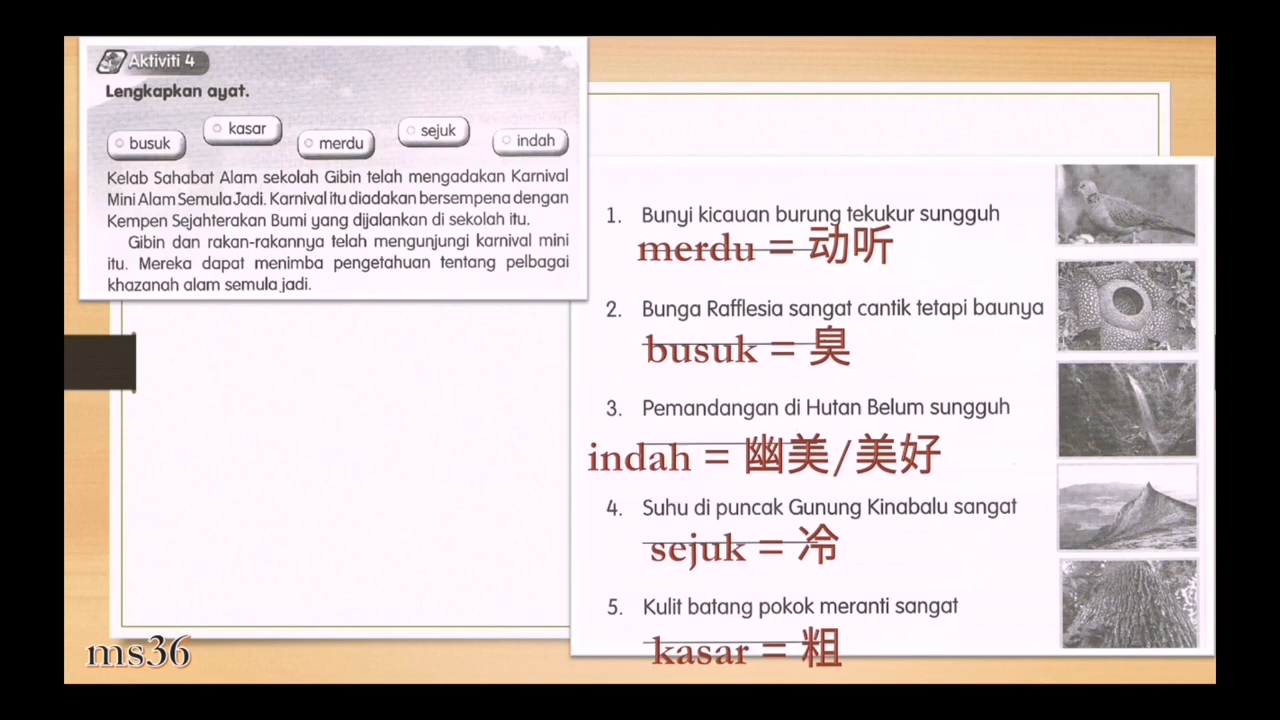 Aktiviti 4
Lengkapkan ayat.
busuk
kasar
merdu
sejuk
indah
Kelab Sahabat Alam sekolah Gibin telah mengadakan Karnival
Mini Alam Semula Jadi. Karnival itu diadakan bersempena dengan
Kempen Sejahterakan Bumi yang dijalankan di sekolah itu.
Gibin dan rakan-rakannya telah mengunjungi karnival mini
itu. Mereka dapat menimba pengetahuan tentang pelbagai
khazanah alam semula jadi.
1. Bunyi kicauan burung tekukur sungguh
merdu = 动听
2. Bunga Rafflesia sangat cantik tetapi baunya
busuk = 臭
3. Pemandangan di Hutan Belum sungguh
indah = 幽美/美好
4. Suhu di puncak Gunung Kinabalu sangat
sejuk = 冷
5. Kulit batang pokok meranti sangat
kasar = 粗
ms36